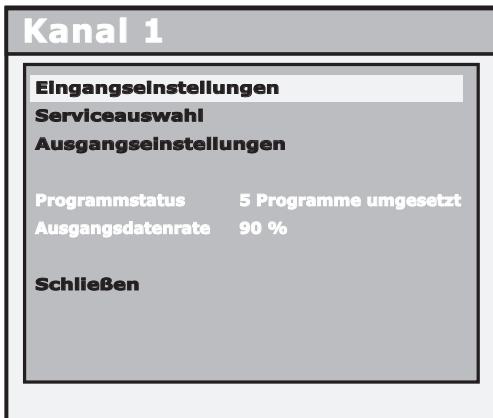 Kanal 1
Eingangseinstellungen
Serviceauswahl
Ausgangseinstellungen
Programmstatus 5 Programme umgesetzt
Ausgangsdatenrate 90 %
Schließen